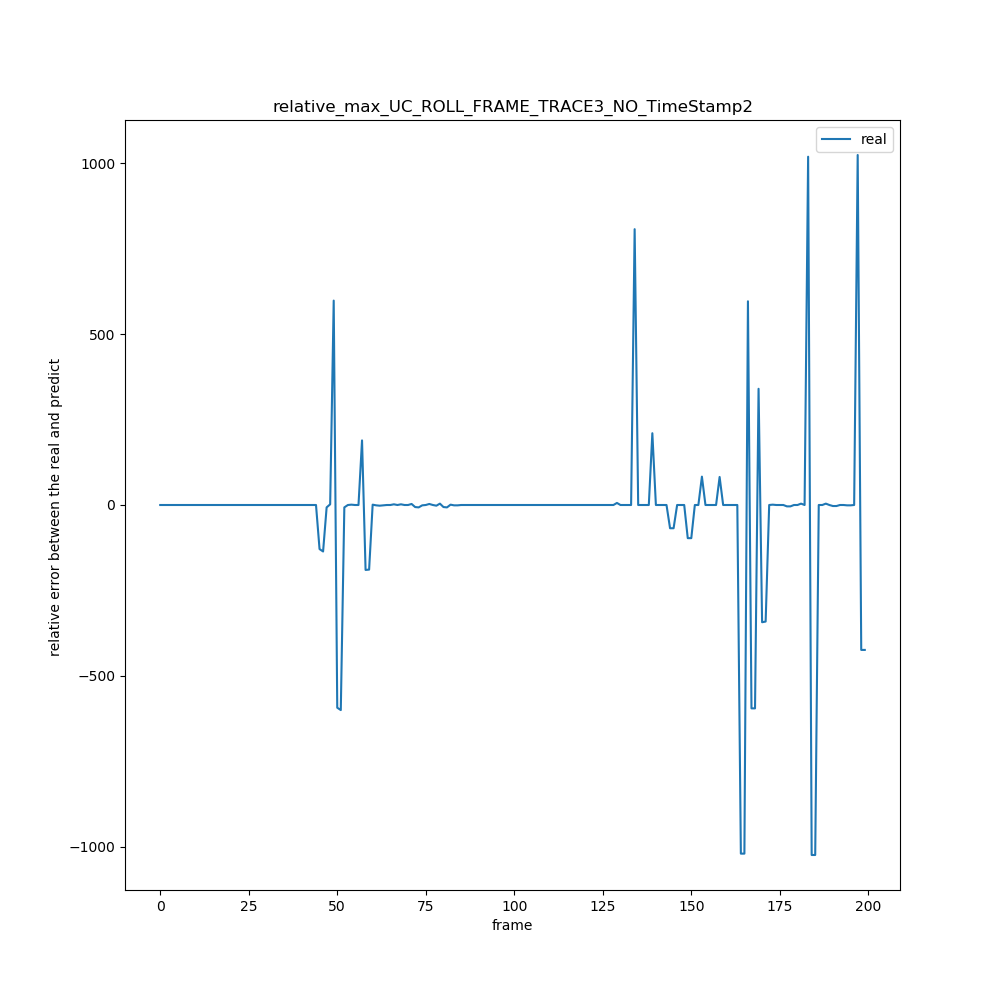 relative_max_UC_ROLL_FRAME_TRACE3_NO_TimeStamp2
real
relative error between the real and predict
1000
500
0
−500
−1000
0 25 50 75 100 125 150 175 200
frame